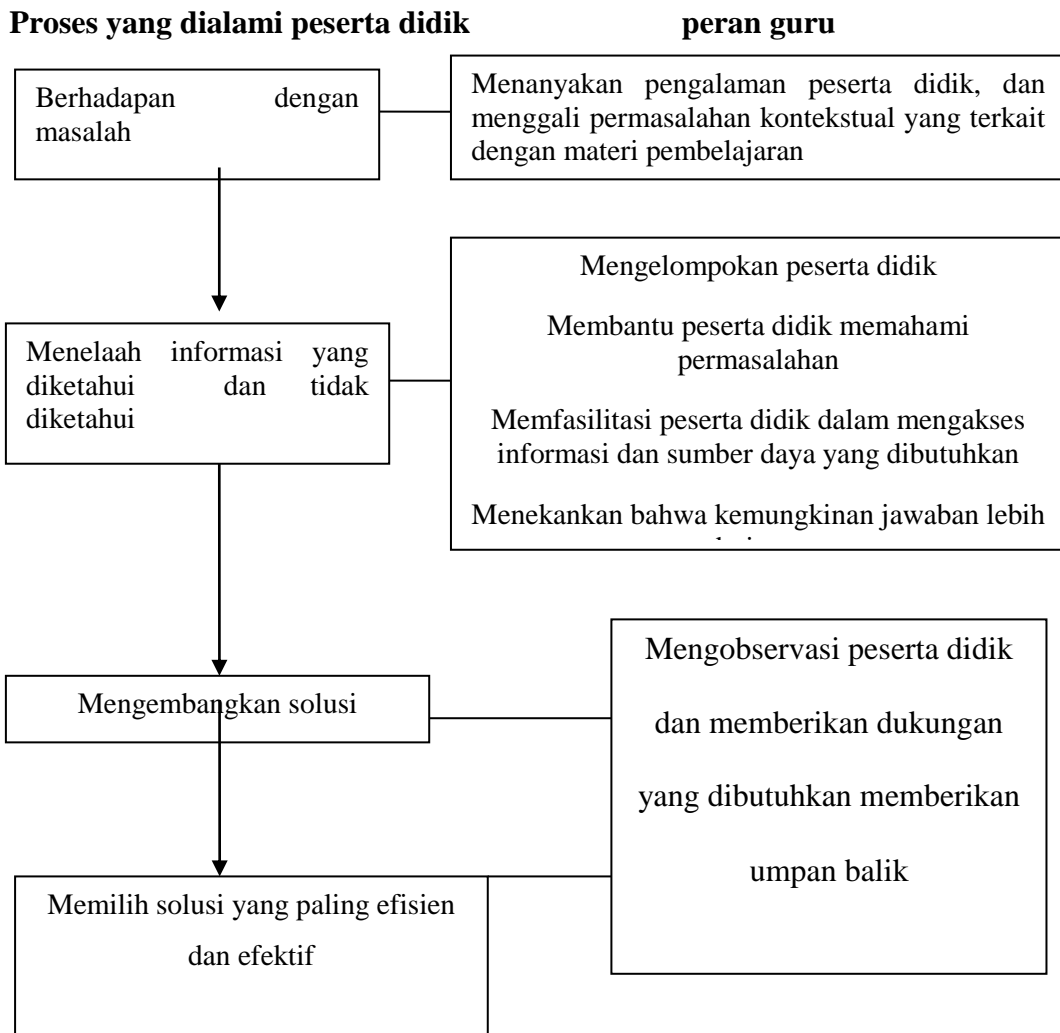 Proses yang dialami peserta didik peran guru
Berhadapan dengan
masalah
Menanyakan pengalaman peserta didik, dan
menggali permasalahan kontekstual yang terkait
dengan materi pembelajaran
Menelaah informasi yang
diketahui dan tidak
diketahui
Mengelompokan peserta didik
Membantu peserta didik memahami
permasalahan
Memfasilitasi peserta didik dalam mengakses
informasi dan sumber daya yang dibutuhkan
Menekankan bahwa kemungkinan jawaban lebih
Mengembangkan solusi
Mengobservasi peserta didik
dan memberikan dukungan
yang dibutuhkan memberikan
umpan balik
Memilih solusi yang paling efisien
dan efektif